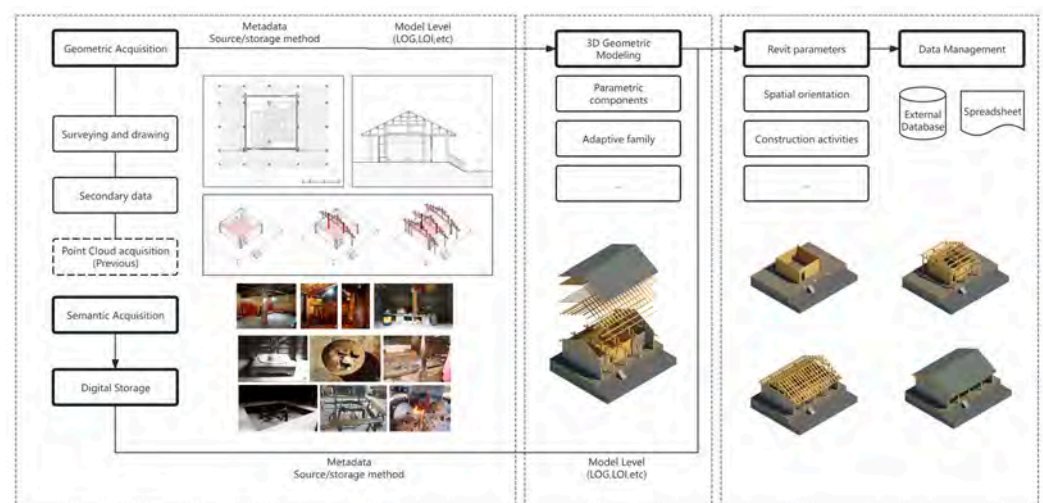 Geometric Acquisition
Metadata
Source/storage method
Model Level
(LOG,LOI,etc)
3D Geometric
Modeling
Revit parameters
Data Management
Surveying and drawing
Secondary data
Point Cloud acquisition
(Previous)
Semantic Acquisition
Digital Storage
Parametric
components
Adaptive family
...
Spatial orientation
Construction activities
...
External
Database
Spreadsheet
Metadata
Source/storage method
Model Level
(LOG,LOI,etc)